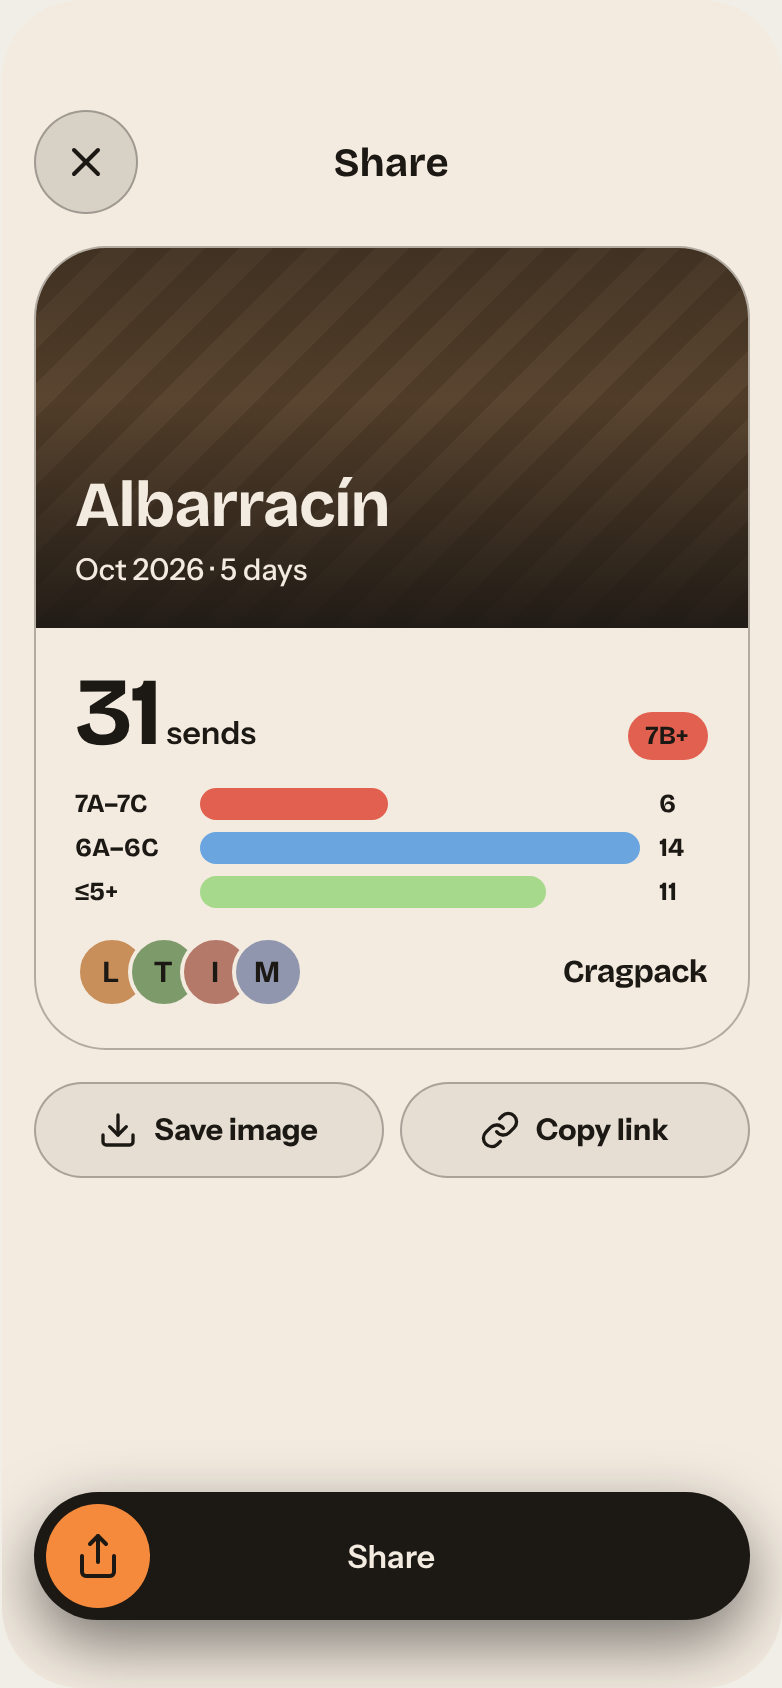 Share
Albarracín
Oct 2026 · 5 days
31 sends
7B+
7A–7C 6
6A–6C 14
≤5+ 11
L T I M
Cragpack
Save image
Copy link
Share